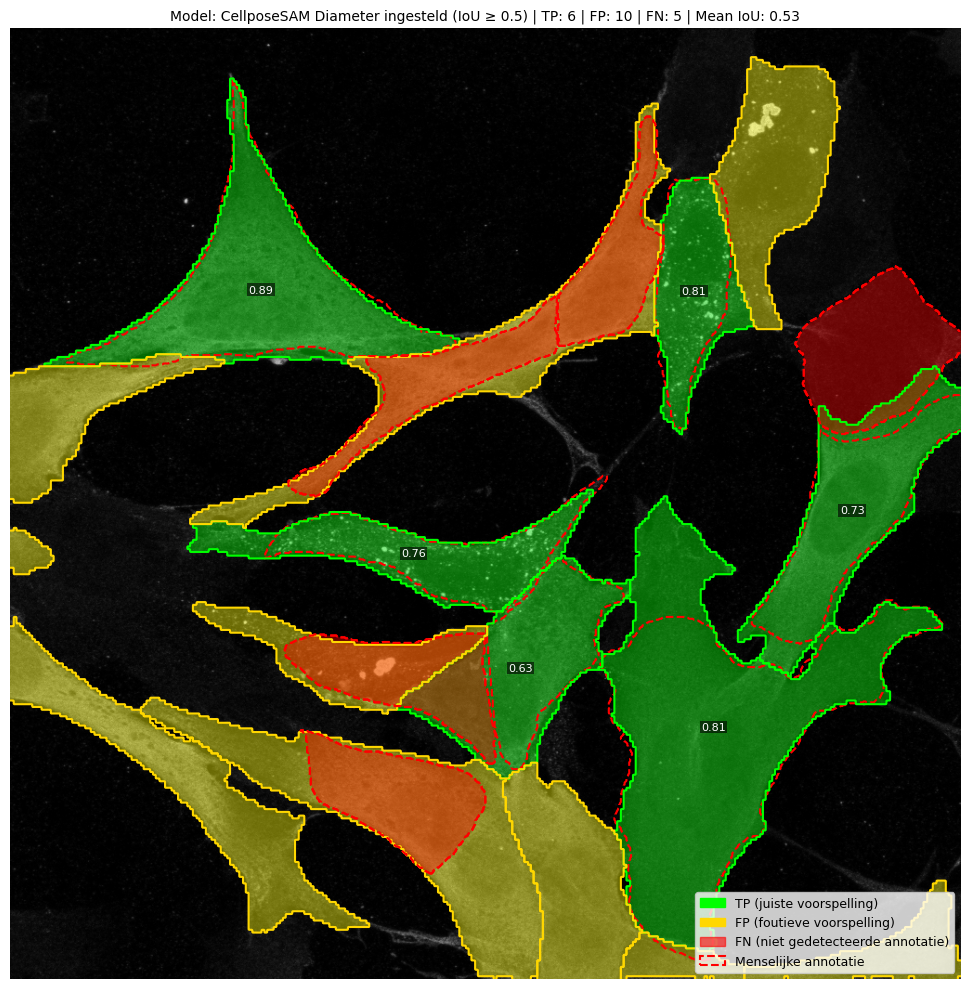 Model: CellposeSAM Diameter ingesteld (IoU ≥ 0.5) | TP: 6 | FP: 10 | FN: 5 | Mean IoU: 0.53
0.89
0.81
0.73
0.76
0.63
0.81
TP (juiste voorspelling)
FP (foutieve voorspelling)
FN (niet gedetecteerde annotatie)
Menselijke annotatie